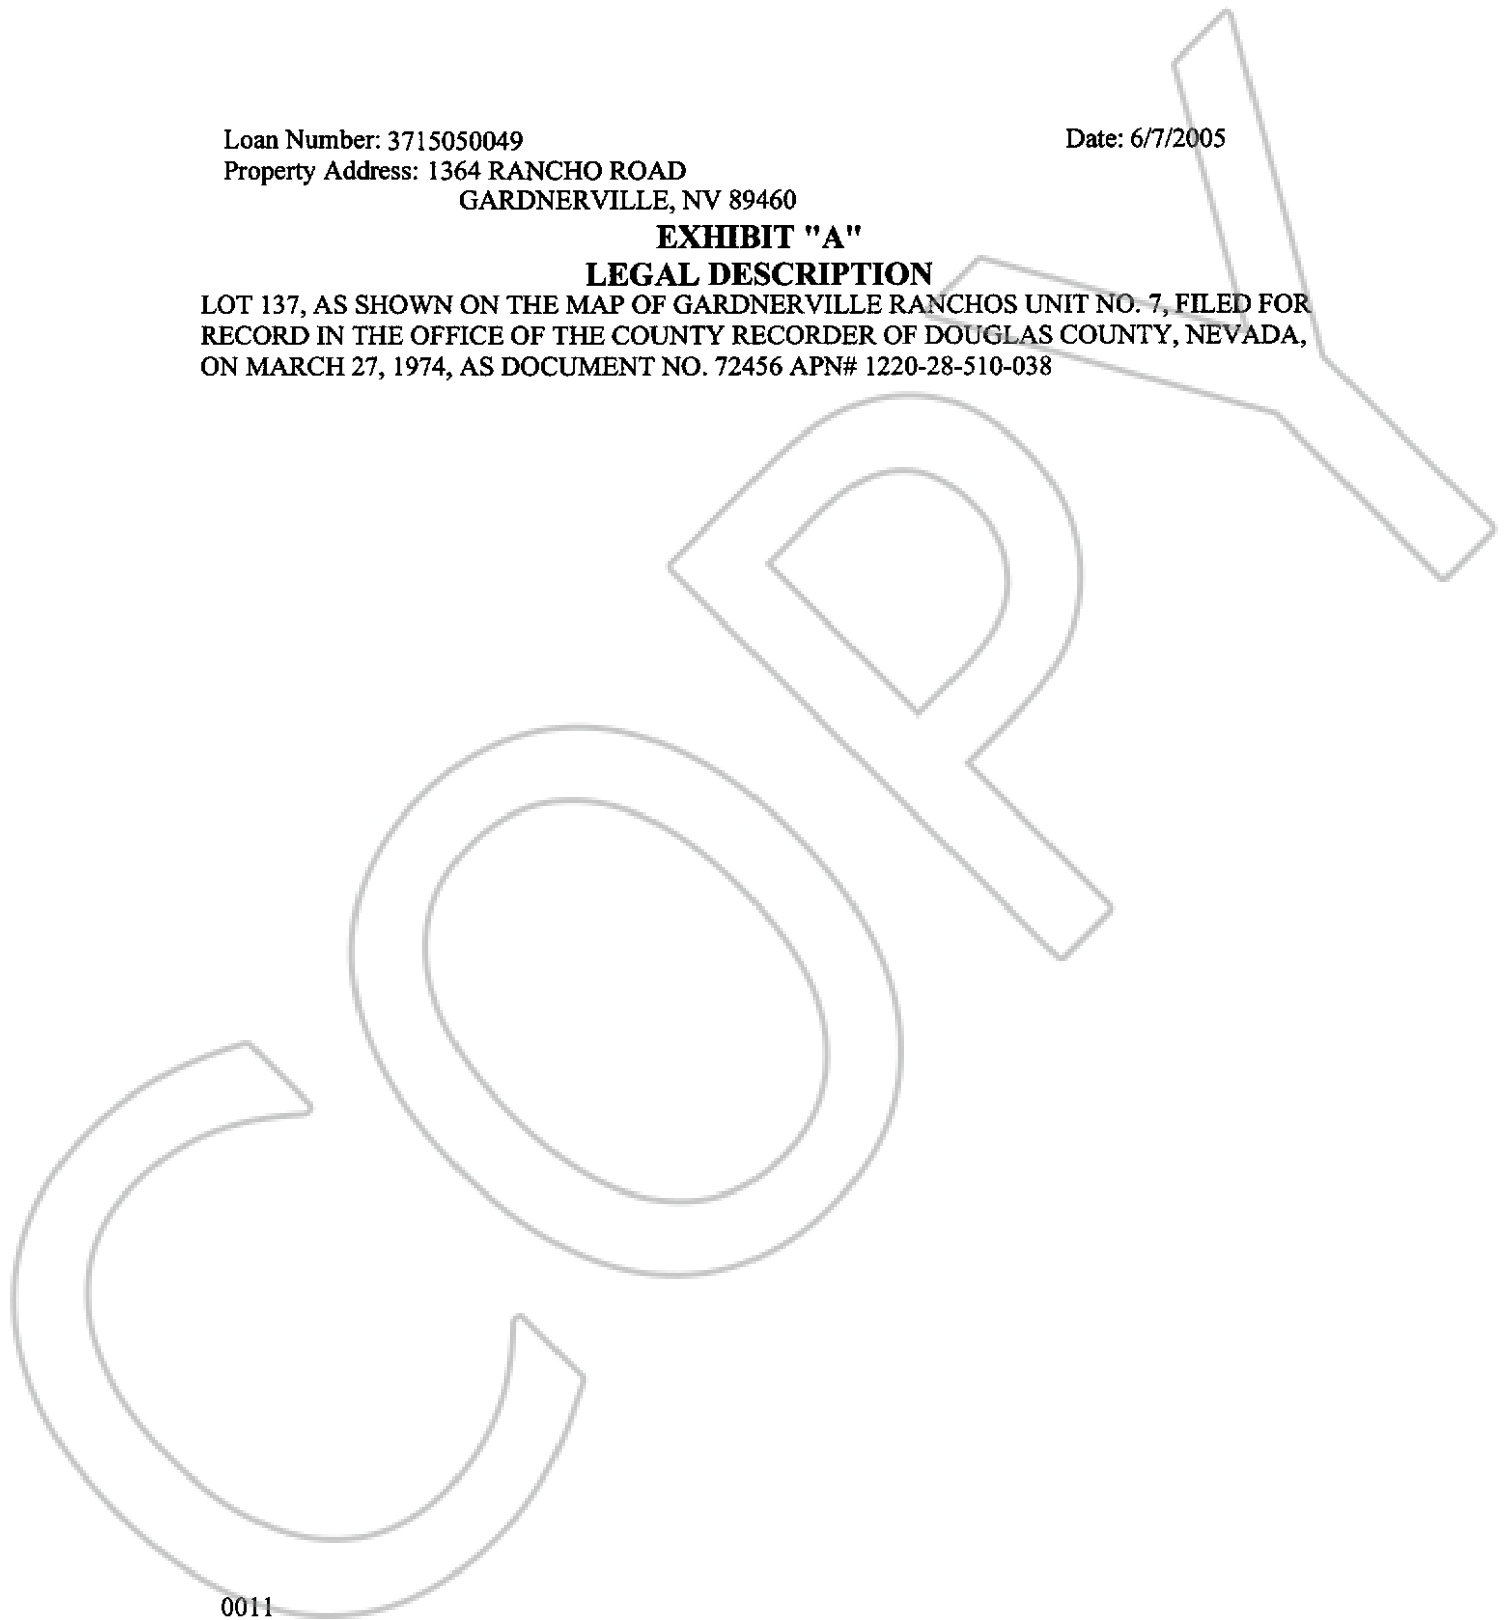 Loan Number: 3715050049 Date: 6/7/2005
Property Address: 1364 RANCHO ROAD
GARDNERVILLE, NV 89460
EXHIBIT "A"
LEGAL DESCRIPTION
LOT 137, AS SHOWN ON THE MAP OF GARDNERVILLE RANCHOS UNIT NO. 7, FILED FOR
RECORD IN THE OFFICE OF THE COUNTY RECORDER OF DOUGLAS COUNTY, NEVADA,
ON MARCH 27, 1974, AS DOCUMENT NO. 72456 APN# 1220-28-510-038
COPY
0011